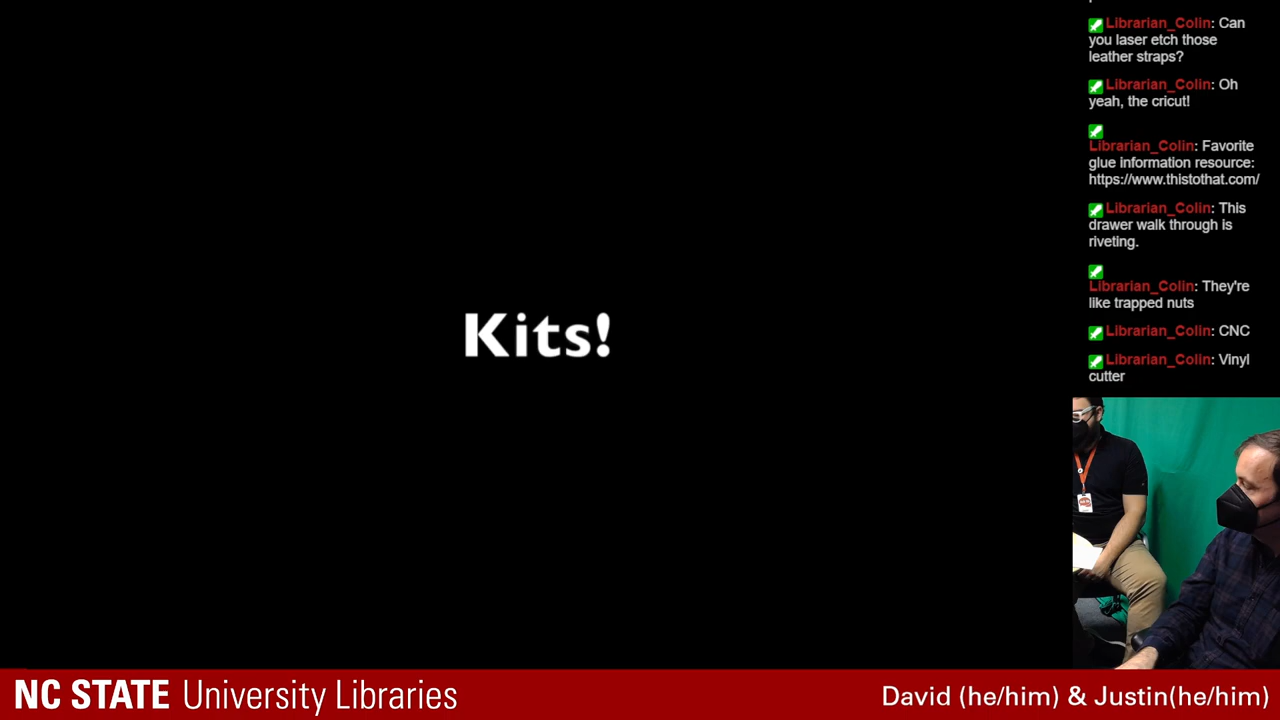 Librarian_Colin: Can
you laser etch those
leather straps?
Librarian_Colin: Oh
yeah, the cricut!
Librarian_Colin: Favorite
glue information resource:
https://www.thistothat.com/
Librarian_Colin: This
drawer walk through is
riveting.
Librarian_Colin: They're
like trapped nuts
Librarian_Colin: CNC
Librarian_Colin: Vinyl
cutter
Kits!
NC STATE University Libraries
David (he/him) & Justin(he/him)